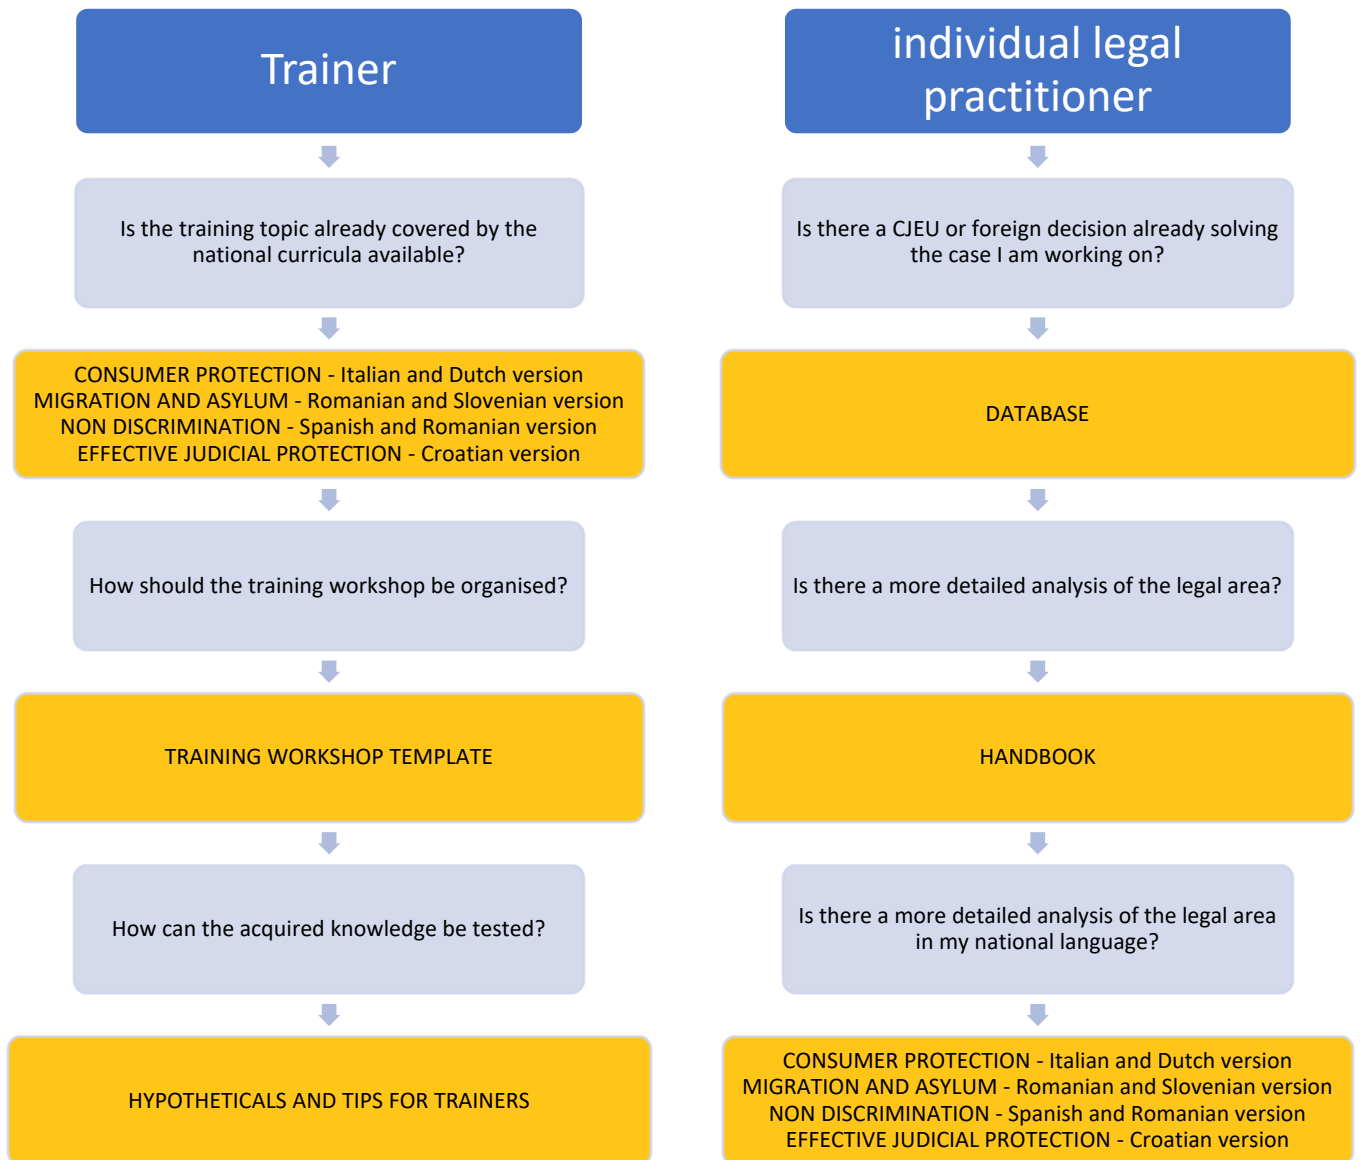 Trainer
Is the training topic already covered by the
national curricula available?
CONSUMER PROTECTION - Italian and Dutch version
MIGRATION AND ASYLUM - Romanian and Slovenian version
NON DISCRIMINATION - Spanish and Romanian version
EFFECTIVE JUDICIAL PROTECTION - Croatian version
How should the training workshop be organised?
TRAINING WORKSHOP TEMPLATE
How can the acquired knowledge be tested?
HYPOTHETICALS AND TIPS FOR TRAINERS
individual legal
practitioner
Is there a CJEU or foreign decision already solving
the case I am working on?
DATABASE
Is there a more detailed analysis of the legal area?
HANDBOOK
Is there a more detailed analysis of the legal area
in my national language?
CONSUMER PROTECTION - Italian and Dutch version
MIGRATION AND ASYLUM - Romanian and Slovenian version
NON DISCRIMINATION - Spanish and Romanian version
EFFECTIVE JUDICIAL PROTECTION - Croatian version